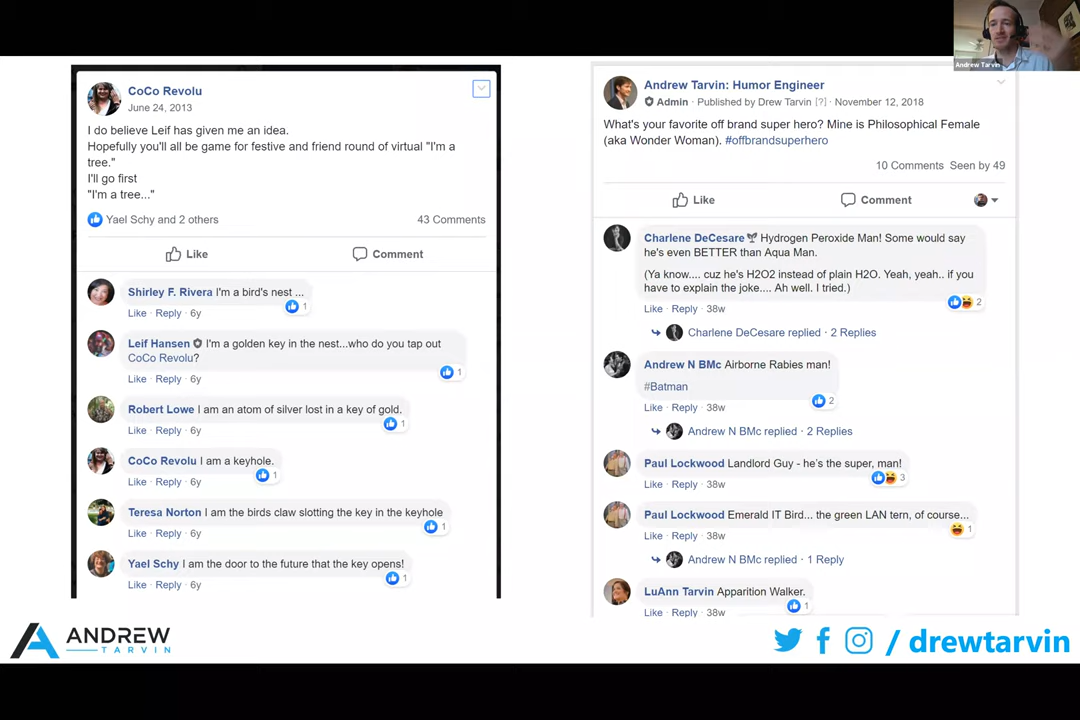 Andrew Tarvin
CoCo Revolu
June 24, 2013
I do believe Leif has given me an idea.
Hopefully you'll all be game for festive and friend round of virtual "I'm a
tree."
I'll go first
"I'm a tree..."
Yael Schy and 2 others
43 Comments
Like
Comment
Shirley F. Rivera I'm a bird's nest ...
1
Like · Reply · 6y
Leif Hansen I'm a golden key in the nest...who do you tap out
CoCo Revolu?
1
Like · Reply · 6y
Robert Lowe I am an atom of silver lost in a key of gold.
1
Like · Reply · 6y
CoCo Revolu I am a keyhole.
1
Like · Reply · 6y
Teresa Norton I am the birds claw slotting the key in the keyhole
1
Like · Reply · 6y
Yael Schy I am the door to the future that the key opens!
1
Like · Reply · 6y
Andrew Tarvin: Humor Engineer
Admin · Published by Drew Tarvin [?] · November 12, 2018
What's your favorite off brand super hero? Mine is Philosophical Female
(aka Wonder Woman). #offbrandsuperhero
10 Comments Seen by 49
Like
Comment
Charlene DeCesare Hydrogen Peroxide Man! Some would say
he's even BETTER than Aqua Man.
(Ya know.... cuz he's H2O2 instead of plain H2O. Yeah, yeah.. if you
have to explain the joke.... Ah well. I tried.)
2
Like · Reply · 38w
Charlene DeCesare replied · 2 Replies
Andrew N BMc Airborne Rabies man!
#Batman
2
Like · Reply · 38w
Andrew N BMc replied · 2 Replies
Paul Lockwood Landlord Guy - he's the super, man!
3
Like · Reply · 38w
Paul Lockwood Emerald IT Bird... the green LAN tern, of course...
1
Like · Reply · 38w
Andrew N BMc replied · 1 Reply
LuAnn Tarvin Apparition Walker.
1
Like · Reply · 38w
ANDREW
TARVIN
/ drewtarvin